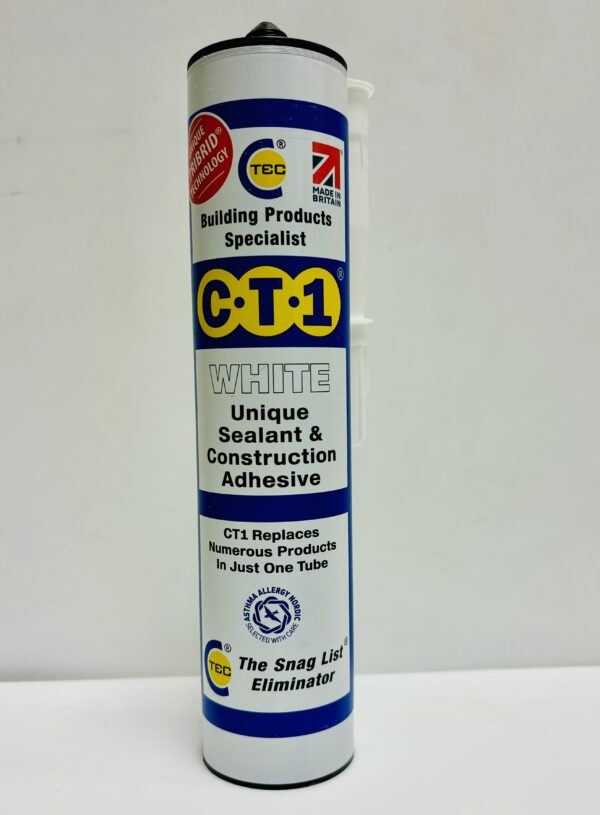 UNIQUE
TRIBRID®
TECHNOLOGY
C TEC®
MADE IN
BRITAIN
Building Products
Specialist
C·T·1®
WHITE
Unique
Sealant &
Construction
Adhesive
CT1 Replaces
Numerous Products
In Just One Tube
ASTHMA ALLERGY NORDIC
SELECTED WITH CARE
C TEC®
The Snag List®
Eliminator